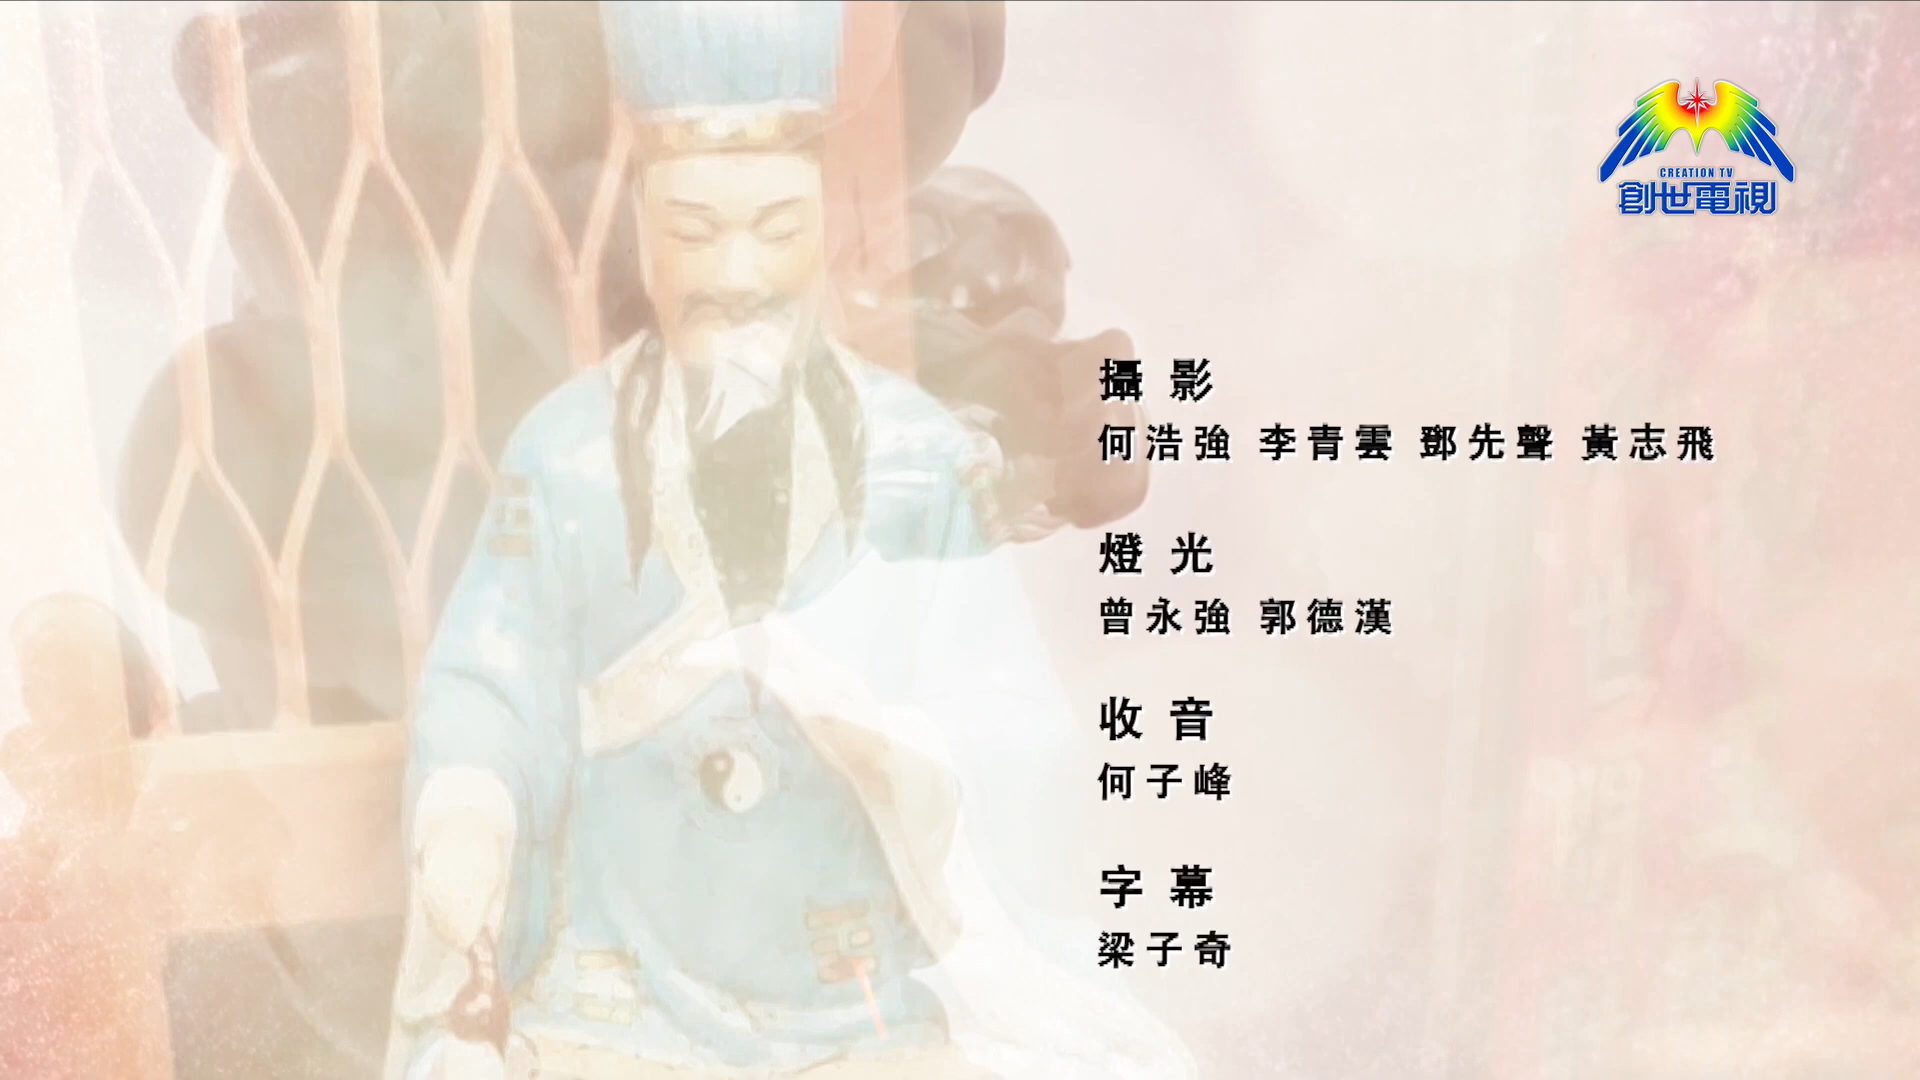 CREATION TV
創世電視
攝影
何浩強 李青雲 鄧先聲 黃志飛
燈光
曾永強 郭德漢
收音
何子峰
字幕
梁子奇